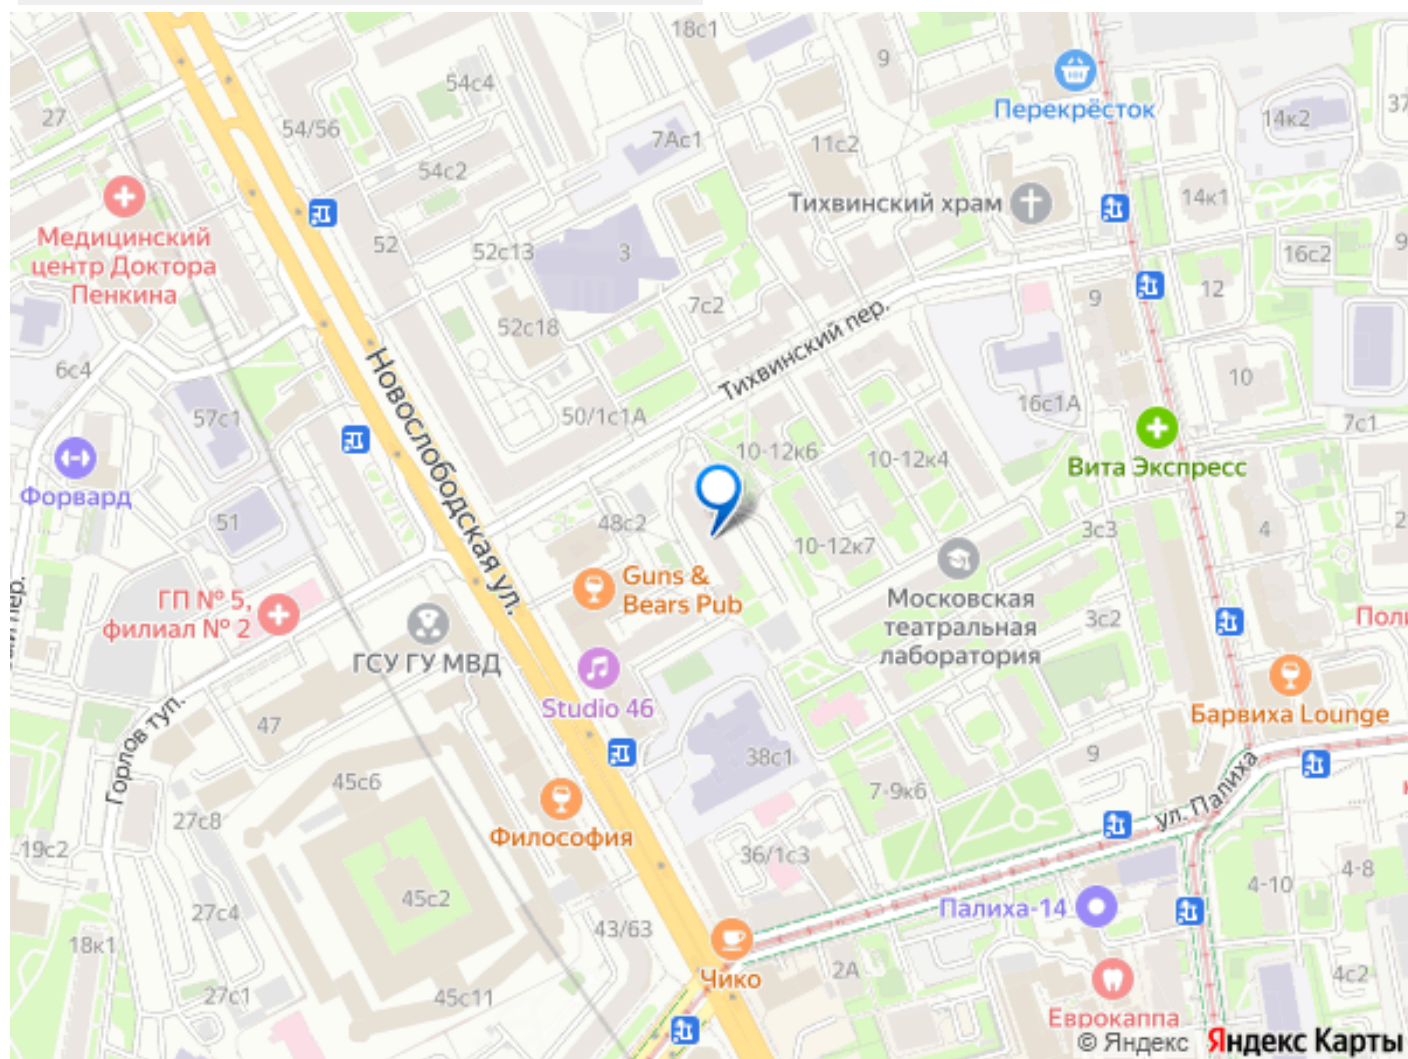 18с1
54с4
9
Перекрёсток
37
14к2
27
54/56
7Ас1
11с2
54с2
Тихвинский храм
14к1
Медицинский
центр Доктора
Пенкина
52
52с13
3
16с2
9
7с2
9
12
52с18
Тихвинский пер.
6с4
Новослободская ул.
10
57с1
50/1с1А
16с1А
7с1
10-12к6
10-12к4
Вита Экспресс
Форвард
51
48с2
4
3с3
10-12к7
Guns &
Bears Pub
ГП № 5,
филиал № 2
Московская
театральная
лаборатория
3с2
Поли
ГСУ ГУ МВД
Studio 46
Барвиха Lounge
47
Горлов туп.
38с1
9
45с6
7-9к6
ул. Палиха
27с8
Философия
19с2
36/1с3
4-8
4-10
45с2
27с4
Палиха-14
43/63
18к1
Чико
2А
4с2
27с1
45с11
Еврокаппа
© Яндекс Яндекс Карты